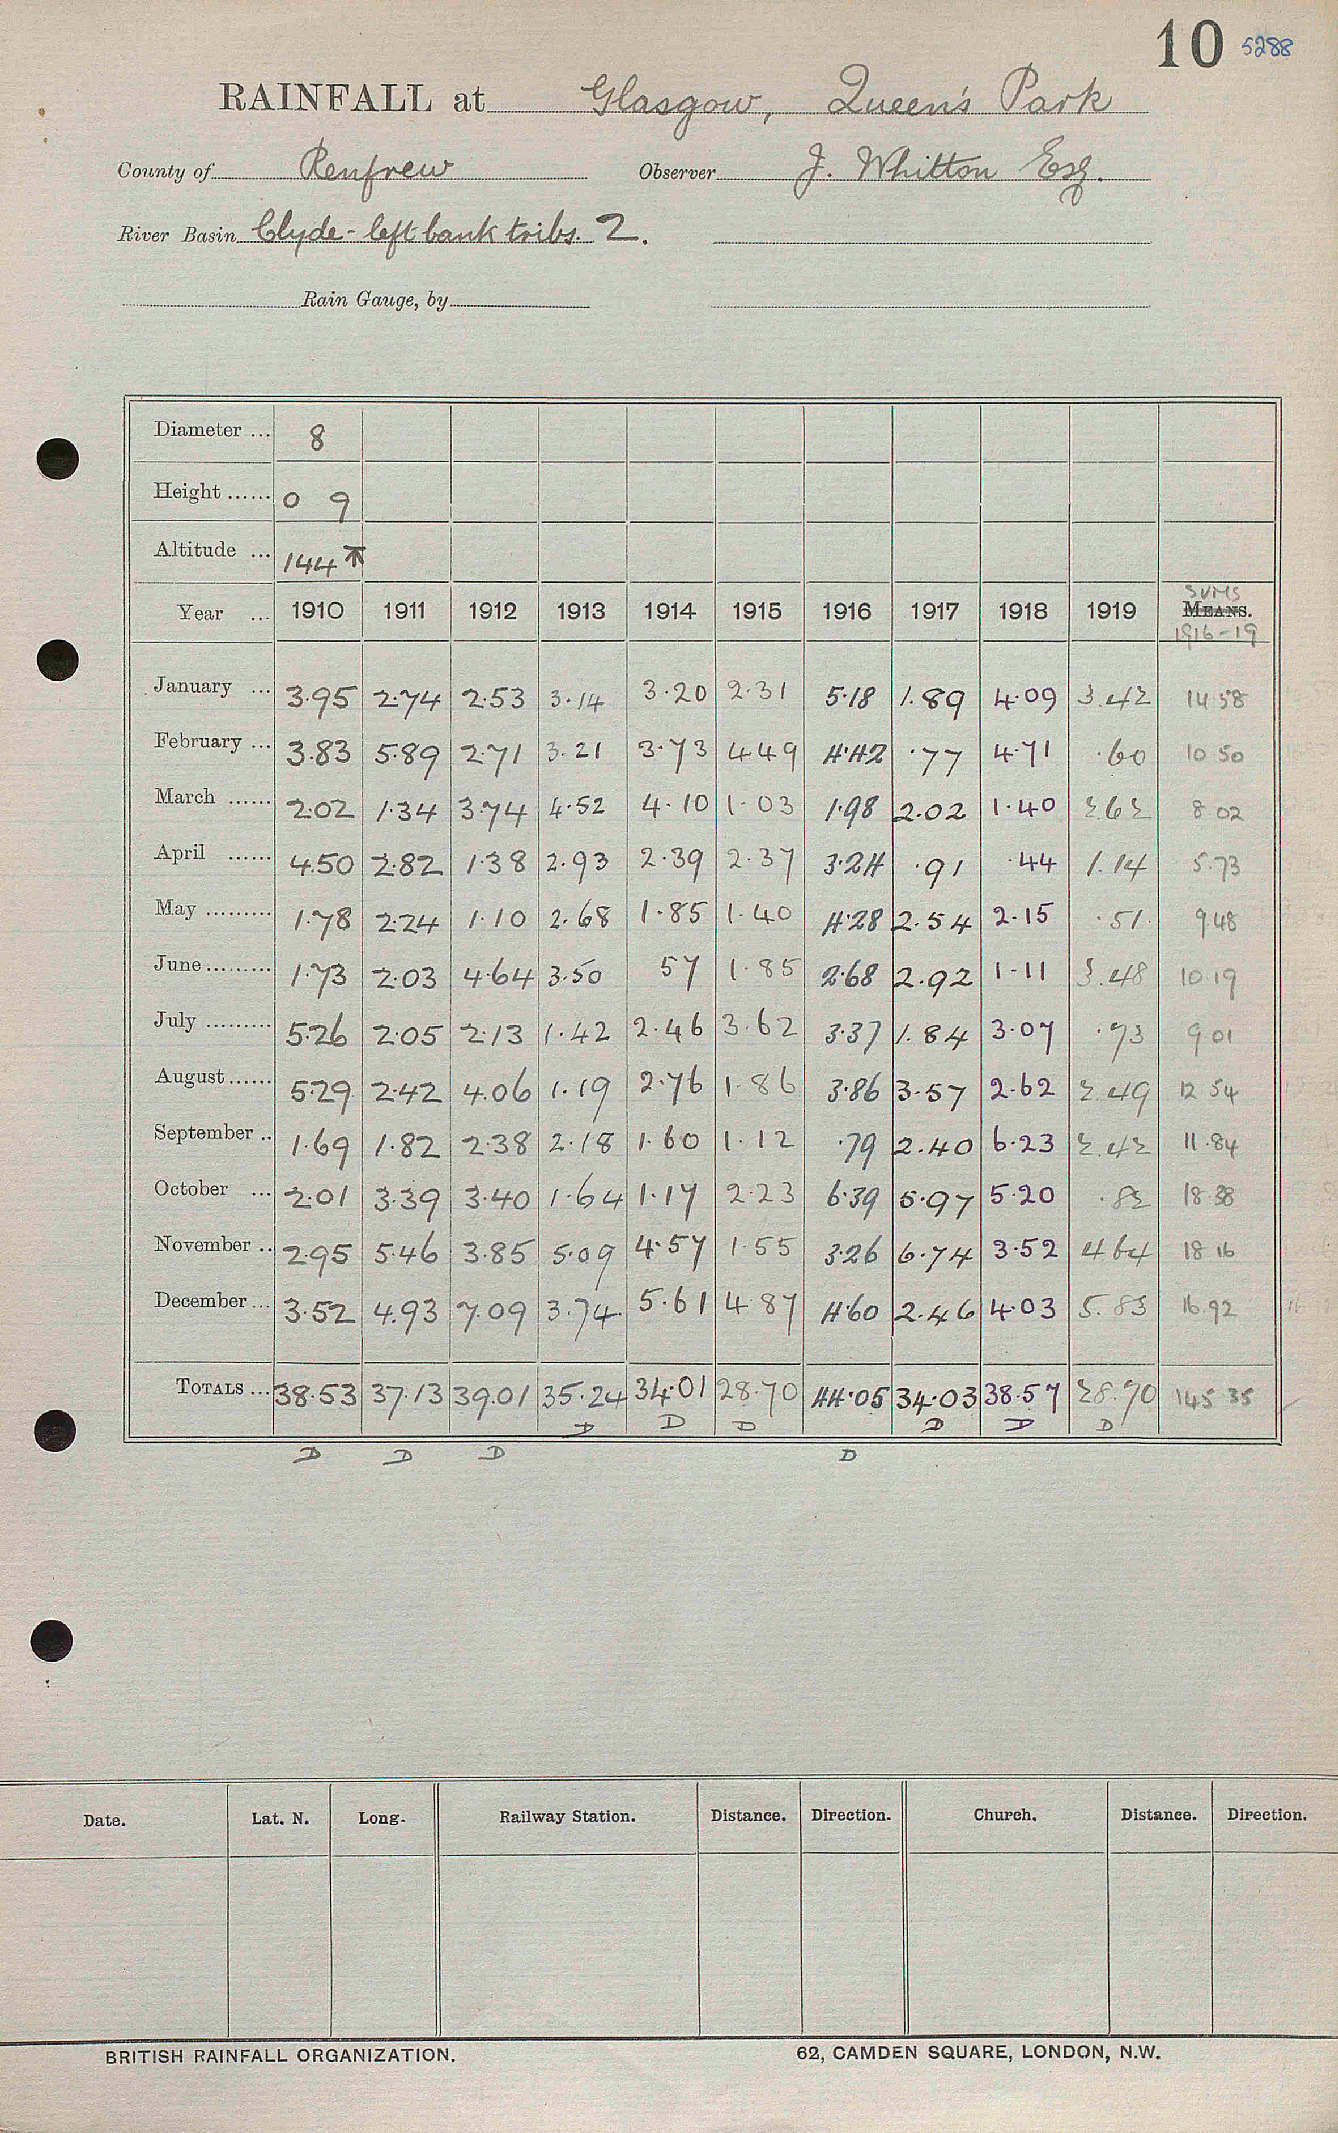 10 5288
RAINFALL at Glasgow, Queen's Park
County of Renfrew Observer J. Whitton Esq.
River Basin Clyde - left bank tribs. 2.
Rain Gauge, by
Diameter ... 8
Height ...... 0 9
Altitude ... 144 T
SUMS
Year ... 1910 1911 1912 1913 1914 1915 1916 1917 1918 1919 MEANS.
1916-19
January ... 3.95 2.74 2.53 3.14 3.20 2.31 5.18 1.89 4.09 3.42 14.58
February ... 3.83 5.89 2.71 3.21 3.73 4.49 4.42 .77 4.71 .60 10.50
March ...... 2.02 1.34 3.74 4.52 4.10 1.03 1.98 2.02 1.40 2.62 8.02
April ...... 4.50 2.82 1.38 2.93 2.39 2.37 3.24 .91 .44 1.14 5.73
May ......... 1.78 2.24 1.10 2.68 1.85 1.40 4.28 2.54 2.15 .51 9.48
June ......... 1.73 2.03 4.64 3.50 57 1.85 2.68 2.92 1.11 3.48 10.19
July ......... 5.26 2.05 2.13 1.42 2.46 3.62 3.37 1.84 3.07 .73 9.01
August ...... 5.29 2.42 4.06 1.19 2.76 1.86 3.86 3.57 2.62 2.49 12.54
September .. 1.69 1.82 2.38 2.18 1.60 1.12 .79 2.40 6.23 2.42 11.84
October ... 2.01 3.39 3.40 1.64 1.17 2.23 6.39 5.97 5.20 .82 18.38
November .. 2.95 5.46 3.85 5.09 4.57 1.55 3.26 6.74 3.52 4.64 18.16
December ... 3.52 4.93 7.09 3.74 5.61 4.87 4.60 2.46 4.03 5.83 16.92
TOTALS ... 38.53 37.13 39.01 35.24 34.01 28.70 44.05 34.03 38.57 28.70 145.35
D D D D D D
D D D D
Date. Lat. N. Long. Railway Station. Distance. Direction. Church. Distance. Direction.
BRITISH RAINFALL ORGANIZATION. 62, CAMDEN SQUARE, LONDON, N.W.